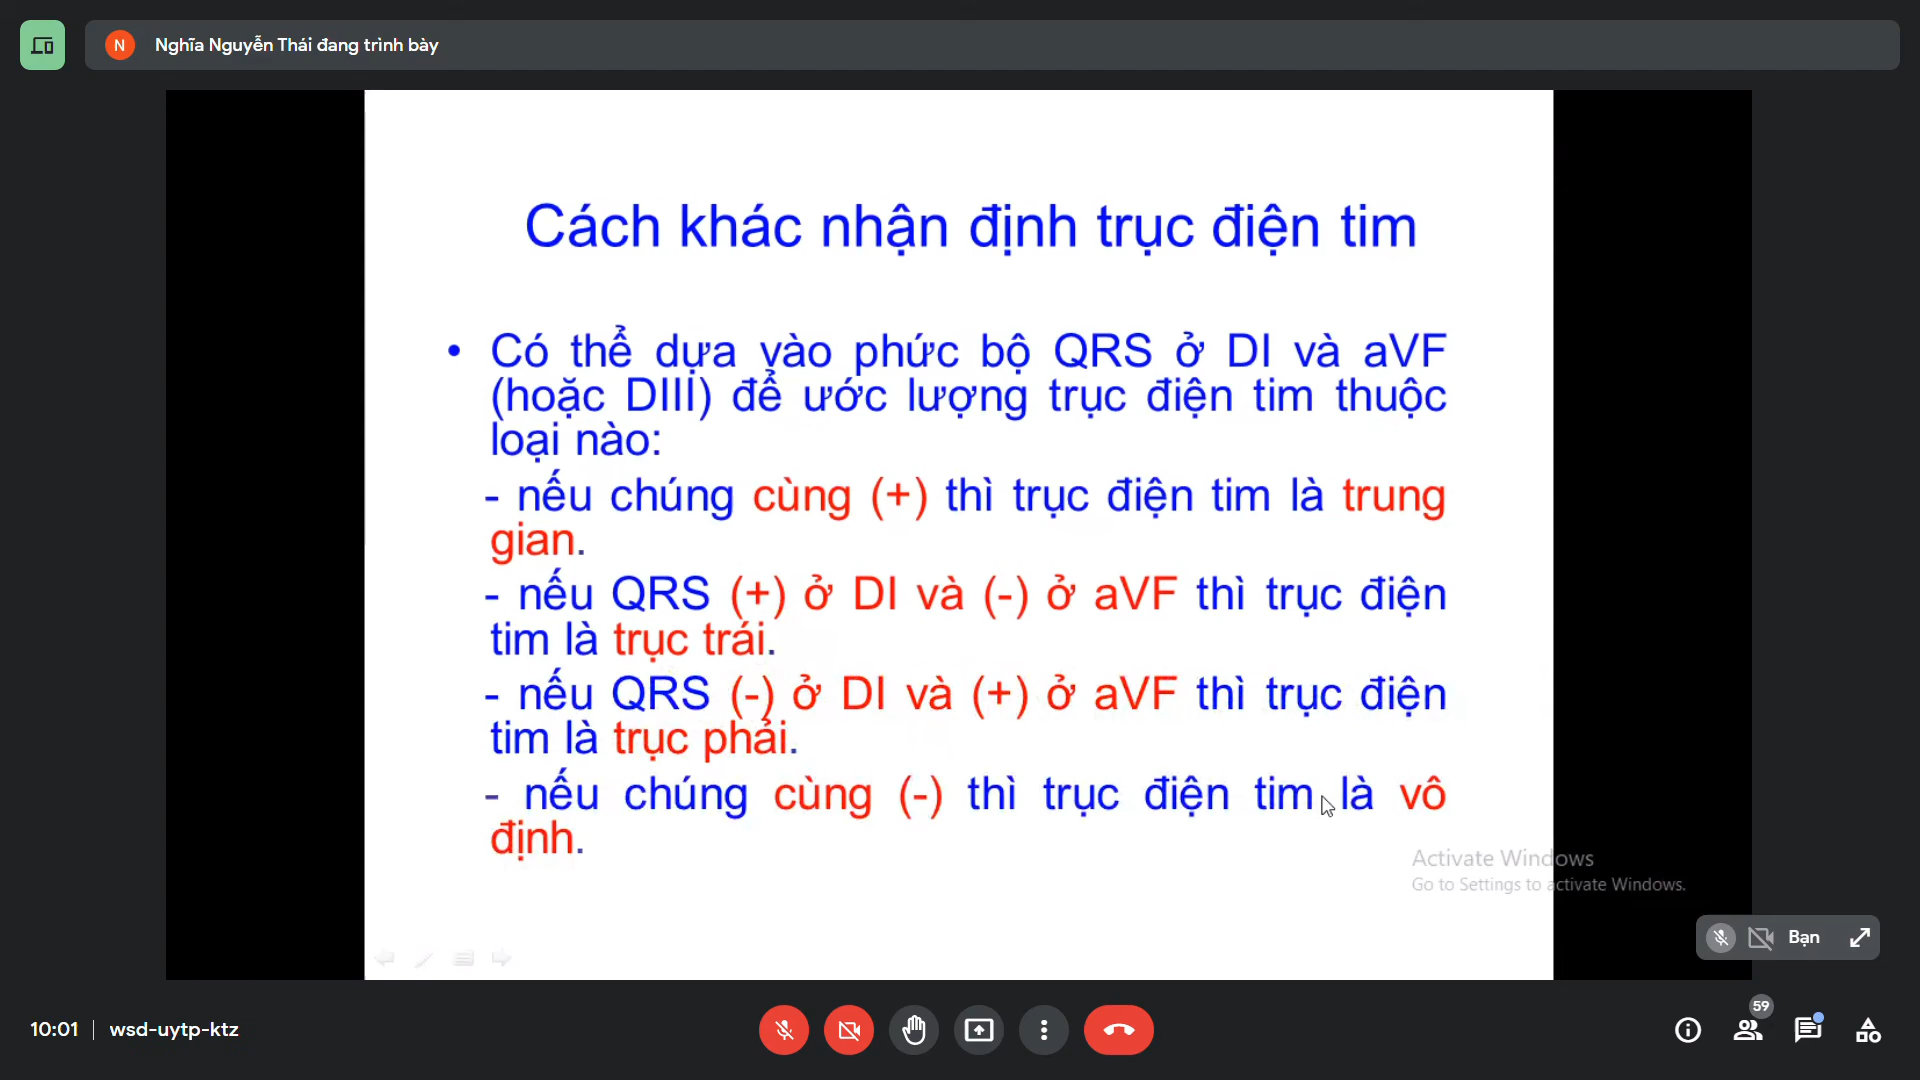 N Nghĩa Nguyễn Thái đang trình bày
Cách khác nhận định trục điện tim
• Có thể dựa vào phức bộ QRS ở DI và aVF
(hoặc DIII) để ước lượng trục điện tim thuộc
loại nào:
- nếu chúng cùng (+) thì trục điện tim là trung
gian.
- nếu QRS (+) ở DI và (-) ở aVF thì trục điện
tim là trục trái.
- nếu QRS (-) ở DI và (+) ở aVF thì trục điện
tim là trục phải.
- nếu chúng cùng (-) thì trục điện tim là vô
định.
Activate Windows
Go to Settings to activate Windows.
Bạn
10:01 | wsd-uytp-ktz
59